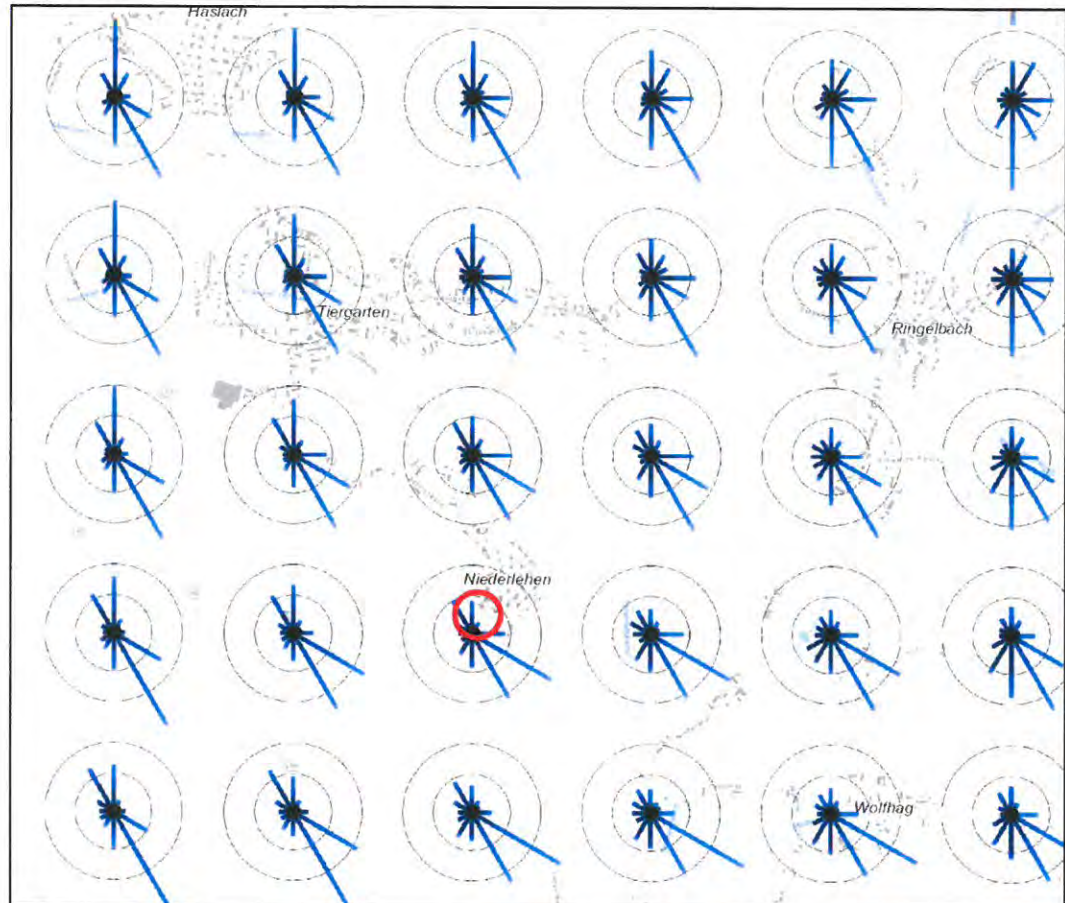 Haslach
Tiergarten
Ringelbach
Niederlehen
Wolfhag